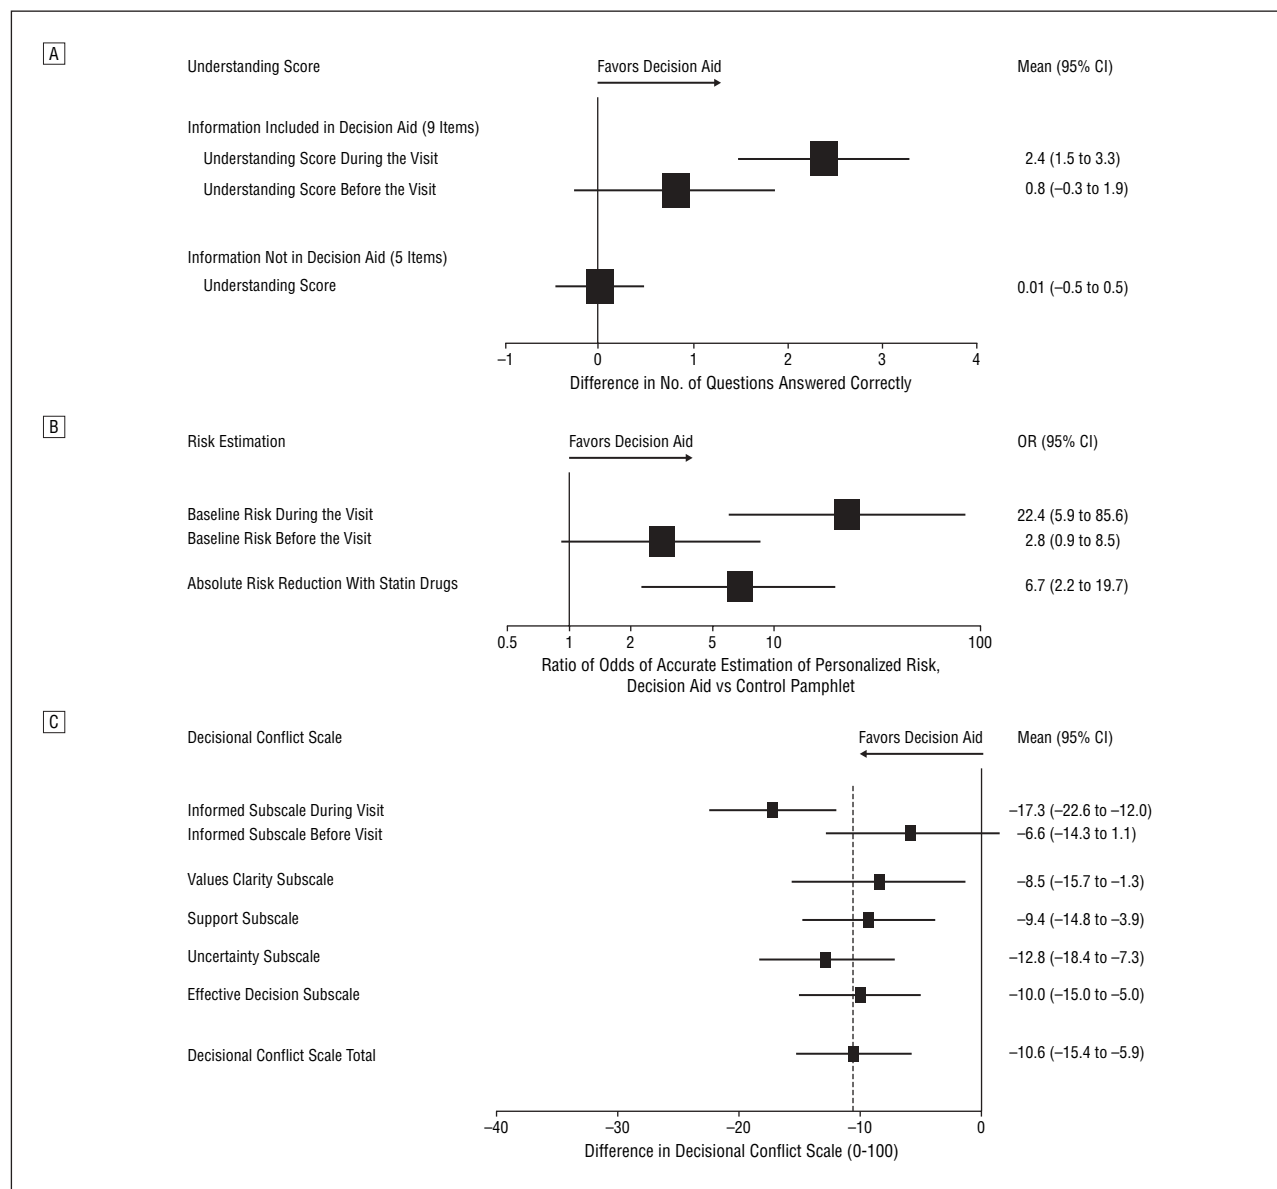 A
Understanding Score Favors Decision Aid Mean (95% CI)
Information Included in Decision Aid (9 Items)
Understanding Score During the Visit 2.4 (1.5 to 3.3)
Understanding Score Before the Visit 0.8 (–0.3 to 1.9)
Information Not in Decision Aid (5 Items)
Understanding Score 0.01 (–0.5 to 0.5)
–1 0 1 2 3 4
Difference in No. of Questions Answered Correctly
B
Risk Estimation Favors Decision Aid OR (95% CI)
Baseline Risk During the Visit 22.4 (5.9 to 85.6)
Baseline Risk Before the Visit 2.8 (0.9 to 8.5)
Absolute Risk Reduction With Statin Drugs 6.7 (2.2 to 19.7)
0.5 1 2 5 10 100
Ratio of Odds of Accurate Estimation of Personalized Risk,
Decision Aid vs Control Pamphlet
C
Decisional Conflict Scale Favors Decision Aid Mean (95% CI)
Informed Subscale During Visit –17.3 (–22.6 to –12.0)
Informed Subscale Before Visit –6.6 (–14.3 to 1.1)
Values Clarity Subscale –8.5 (–15.7 to –1.3)
Support Subscale –9.4 (–14.8 to –3.9)
Uncertainty Subscale –12.8 (–18.4 to –7.3)
Effective Decision Subscale –10.0 (–15.0 to –5.0)
Decisional Conflict Scale Total –10.6 (–15.4 to –5.9)
–40 –30 –20 –10 0
Difference in Decisional Conflict Scale (0-100)